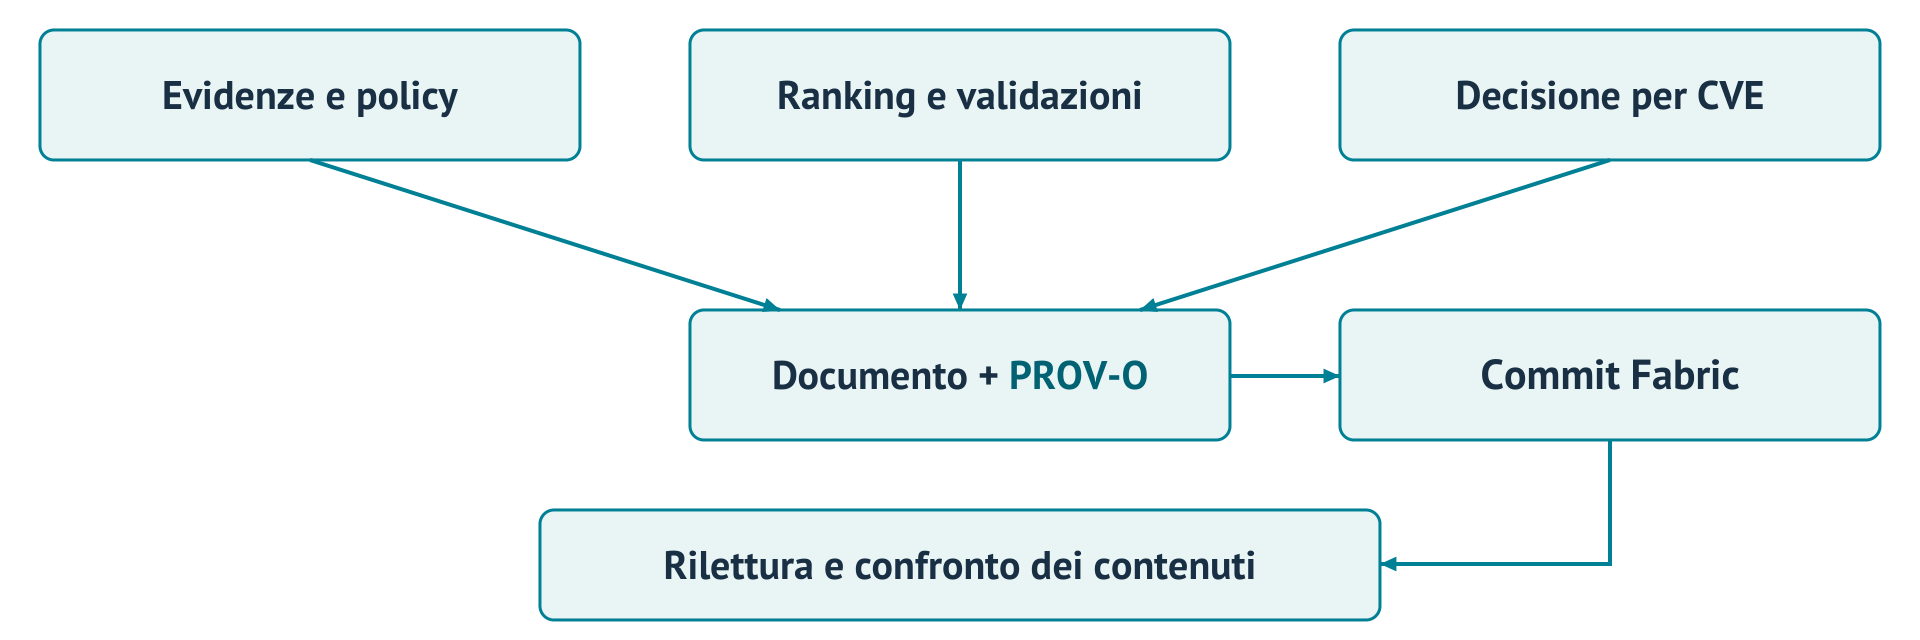 Evidenze e policy
Ranking e validazioni
Decisione per CVE
Documento + PROV-O
Commit Fabric
Rilettura e confronto dei contenuti